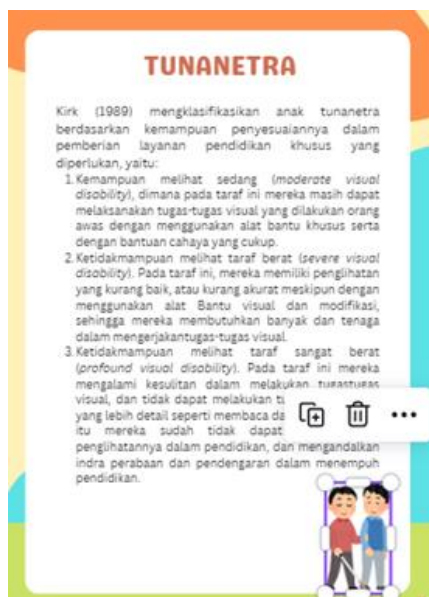 TUNANETRA
Kirk (1989) mengklasifikasikan anak tunanetra
berdasarkan kemampuan penyesuaiannya dalam
pemberian layanan pendidikan khusus yang
diperlukan, yaitu:
1. Kemampuan melihat sedang (moderate visual
disability), dimana pada taraf ini mereka masih dapat
melaksanakan tugas-tugas visual yang dilakukan orang
awas dengan menggunakan alat bantu khusus serta
dengan bantuan cahaya yang cukup.
2. Ketidakmampuan melihat taraf berat (severe visual
disability). Pada taraf ini, mereka memiliki penglihatan
yang kurang baik, atau kurang akurat meskipun dengan
menggunakan alat Bantu visual dan modifikasi,
sehingga mereka membutuhkan banyak dan tenaga
dalam mengerjakantugas-tugas visual.
3. Ketidakmampuan melihat taraf sangat berat
(profound visual disability). Pada taraf ini mereka
mengalami kesulitan dalam melakukan tugastugas
visual, dan tidak dapat melakukan
yang lebih detail seperti membaca
itu mereka sudah tidak dapat
penglihatannya dalam pendidikan, dan mengandalkan
indra perabaan dan pendengaran dalam menempuh
pendidikan.